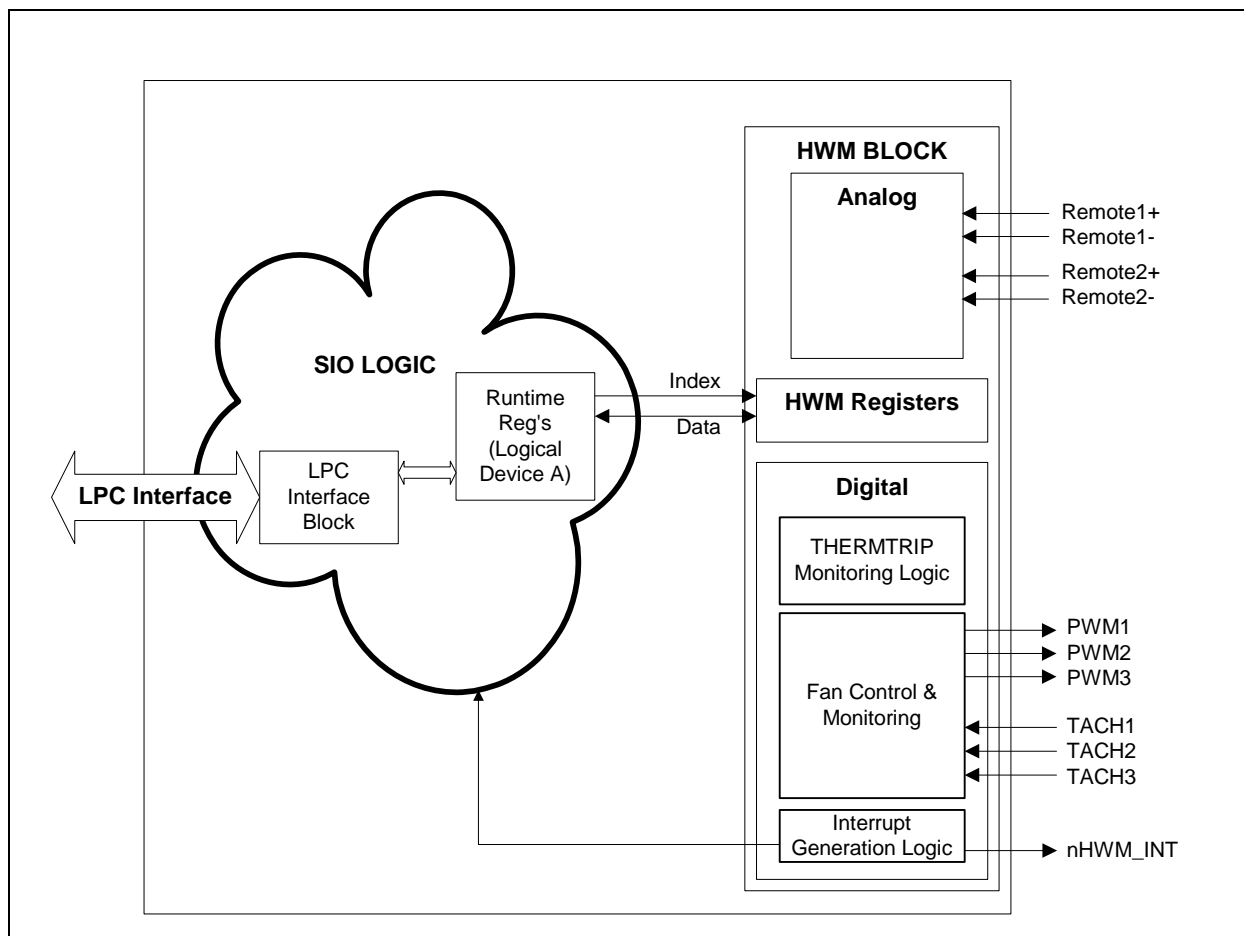 HWM BLOCK
Analog
Remote1+
Remote1-
Remote2+
Remote2-
SIO LOGIC
Runtime
Reg's
(Logical
Device A)
Index
Data
HWM Registers
LPC Interface
LPC
Interface
Block
Digital
THERMTRIP
Monitoring Logic
Fan Control &
Monitoring
PWM1
PWM2
PWM3
TACH1
TACH2
TACH3
Interrupt
Generation Logic
nHWM_INT